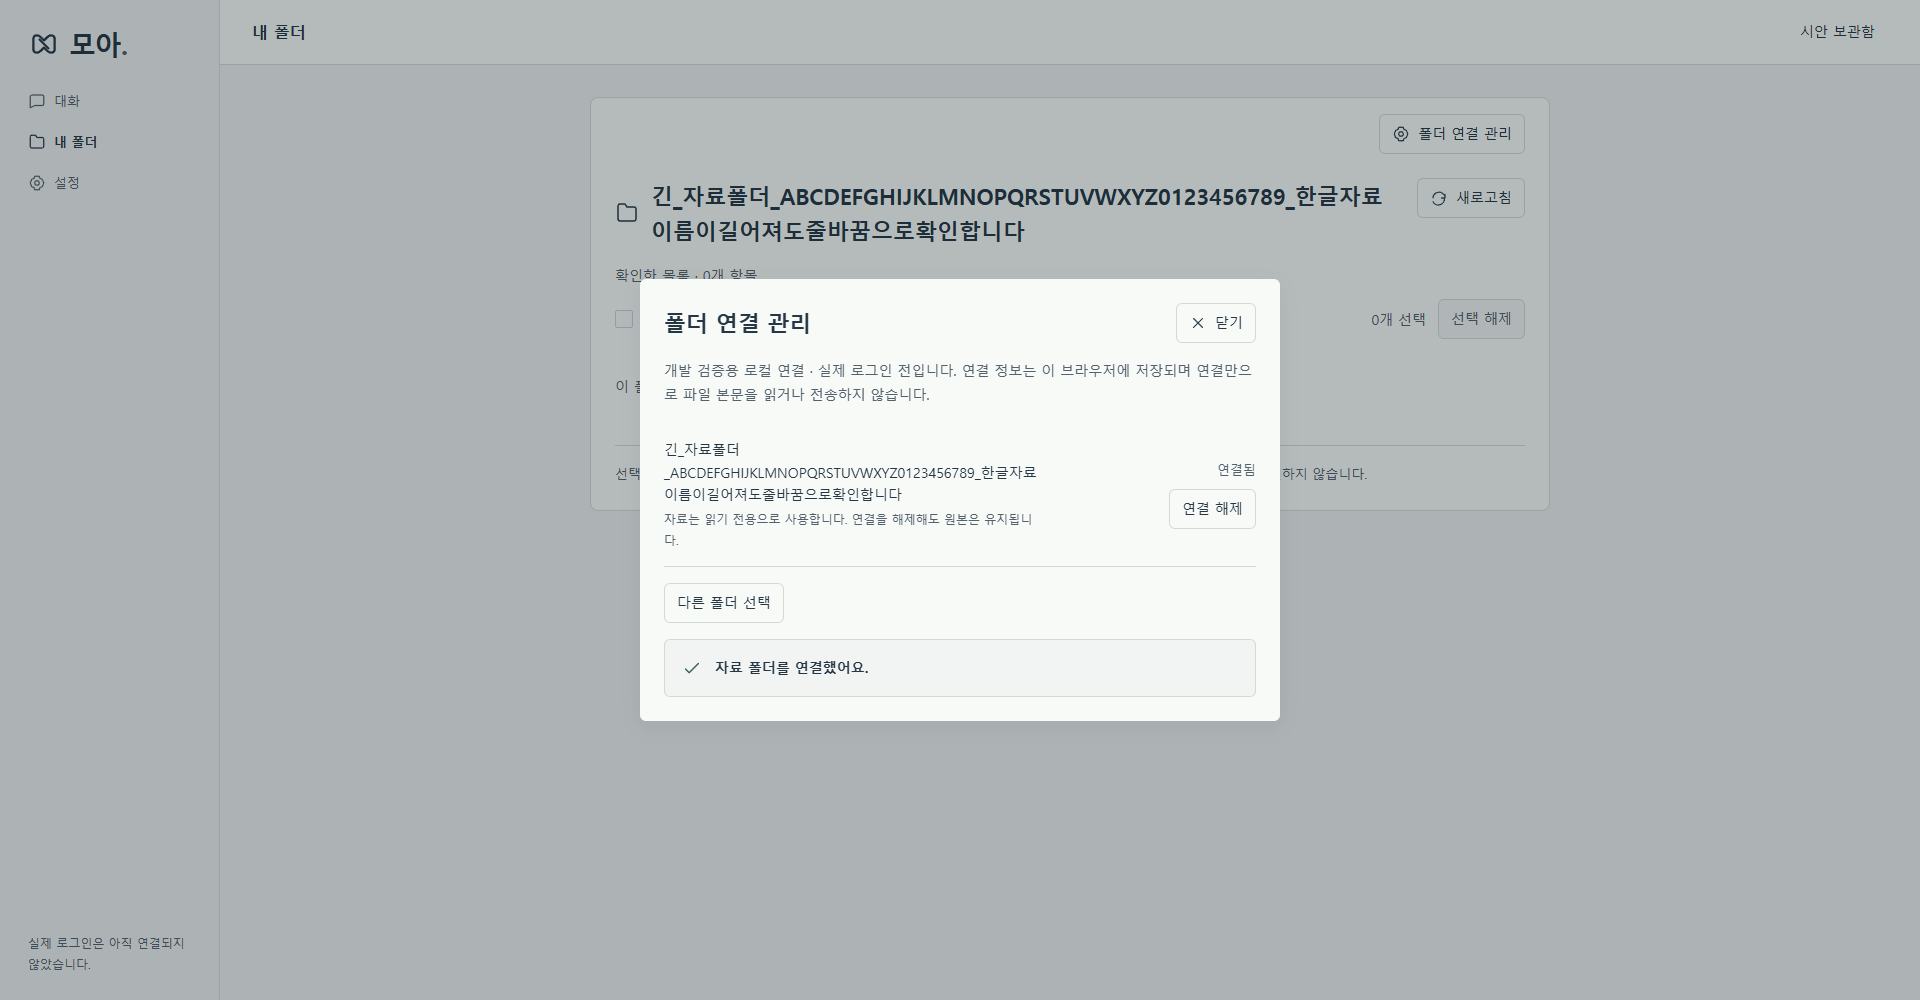 모아.
대화
내 폴더
설정
실제 로그인은 아직 연결되지
않았습니다.
내 폴더
시안 보관함
폴더 연결 관리
긴_자료폴더_ABCDEFGHIJKLMNOPQRSTUVWXYZ0123456789_한글자료
이름이길어져도줄바꿈으로확인합니다
새로고침
확인한 목록 · 0개 항목
0개 선택
선택 해제
이
선택
하지 않습니다.
폴더 연결 관리
닫기
개발 검증용 로컬 연결 · 실제 로그인 전입니다. 연결 정보는 이 브라우저에 저장되며 연결만으
로 파일 본문을 읽거나 전송하지 않습니다.
긴_자료폴더
_ABCDEFGHIJKLMNOPQRSTUVWXYZ0123456789_한글자료
이름이길어져도줄바꿈으로확인합니다
자료는 읽기 전용으로 사용합니다. 연결을 해제해도 원본은 유지됩니
다.
연결됨
연결 해제
다른 폴더 선택
자료 폴더를 연결했어요.